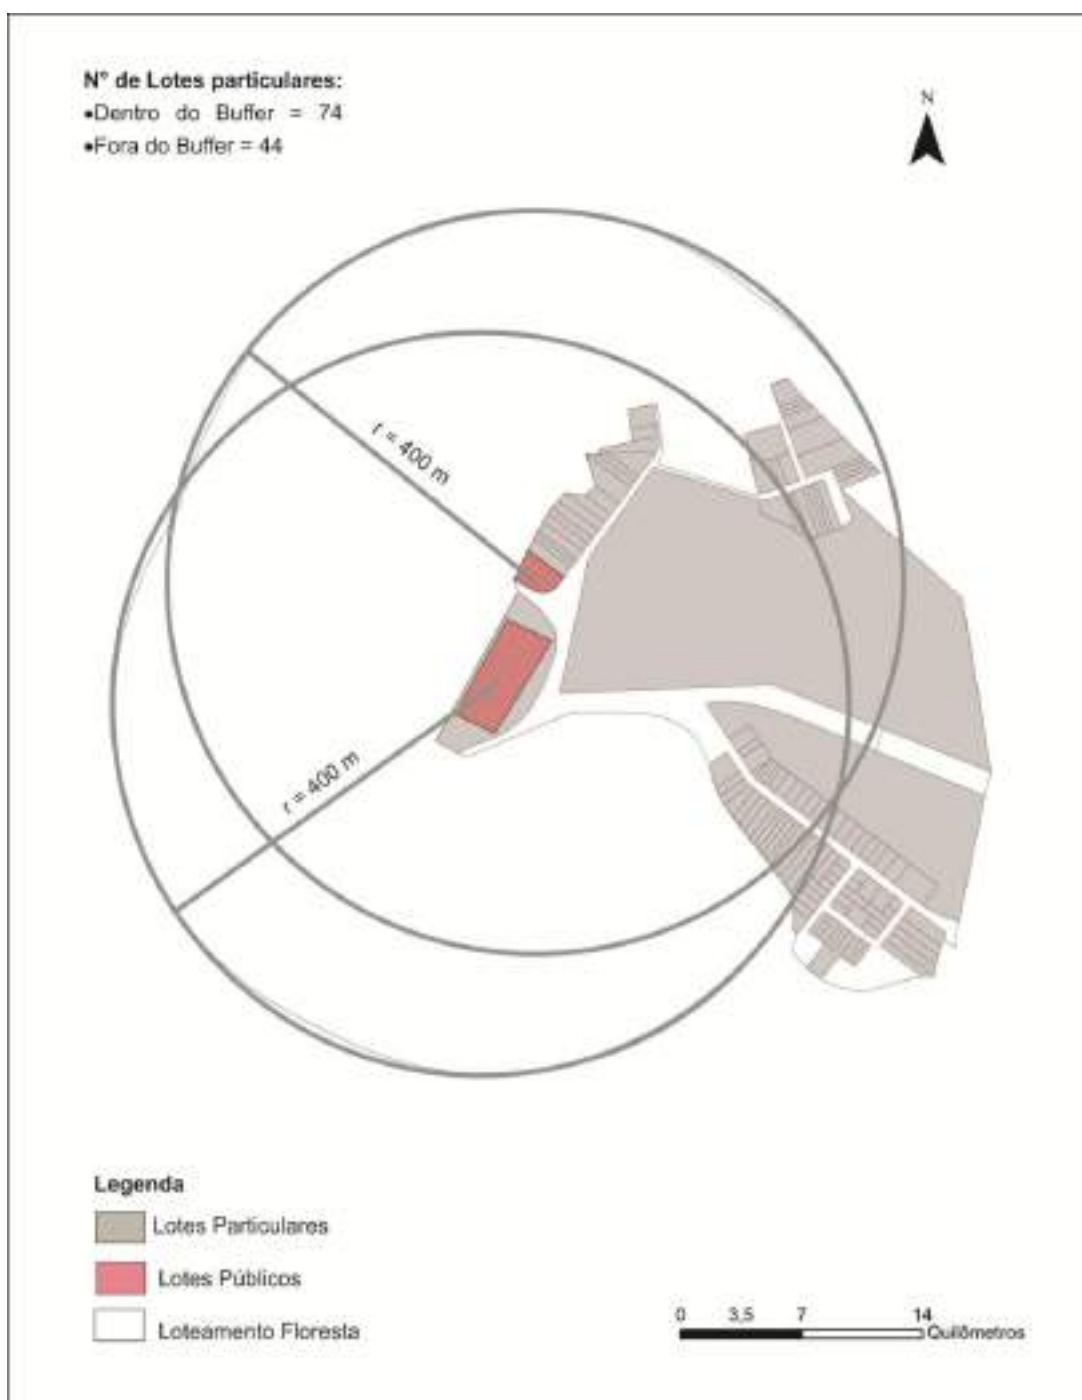 N° de Lotes particulares:
•Dentro do Buffer = 74
•Fora do Buffer = 44
N
r = 400 m
r = 400 m
Legenda
Lotes Particulares
Lotes Públicos
Loteamento Floresta
0 3,5 7 14
Quilômetros